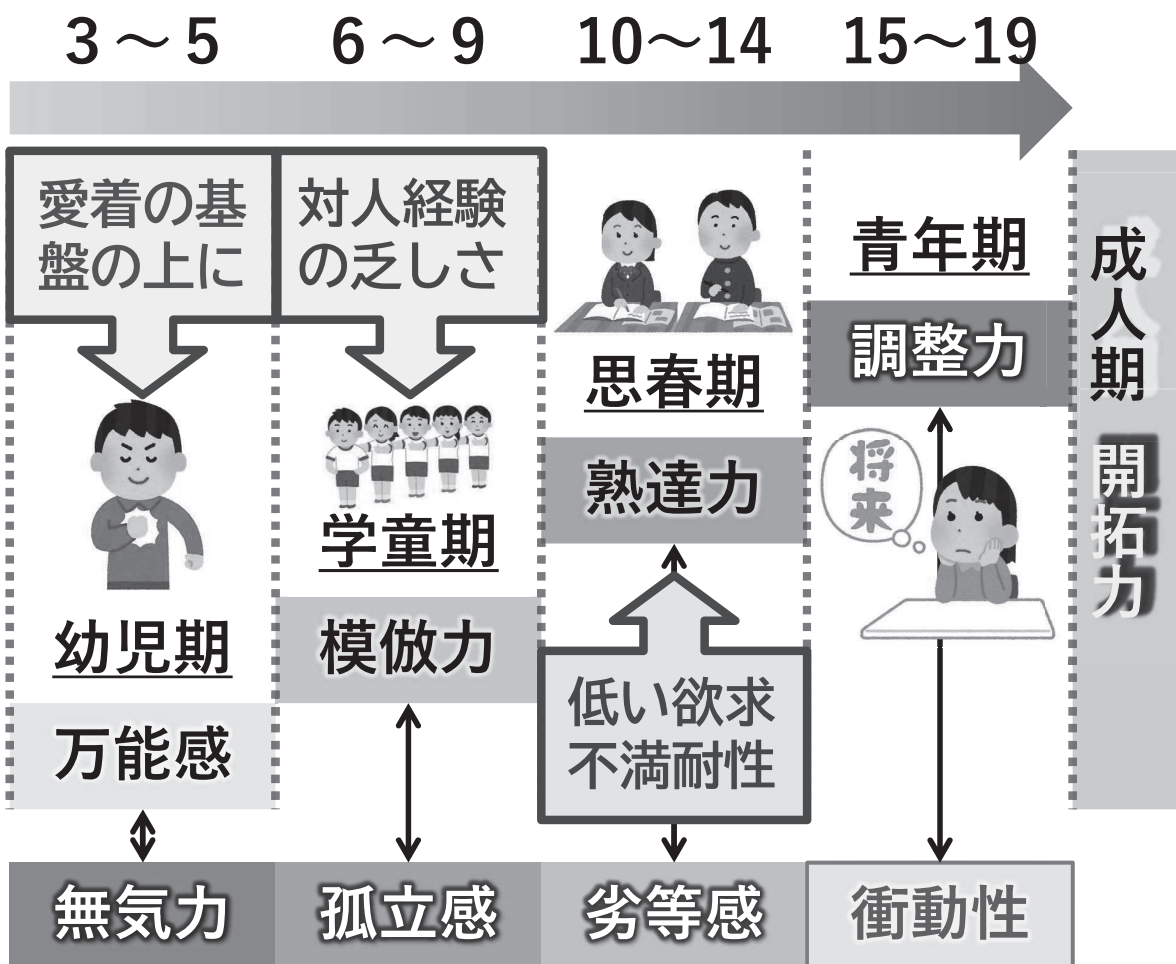 3～5
6～9
10～14
15～19
愛着の基
盤の上に
幼児期
万能感
無気力
対人経験
の乏しさ
学童期
模倣力
孤立感
思春期
熟達力
低い欲求
不満耐性
劣等感
青年期
調整力
将来
衝動性
成人期 開拓力